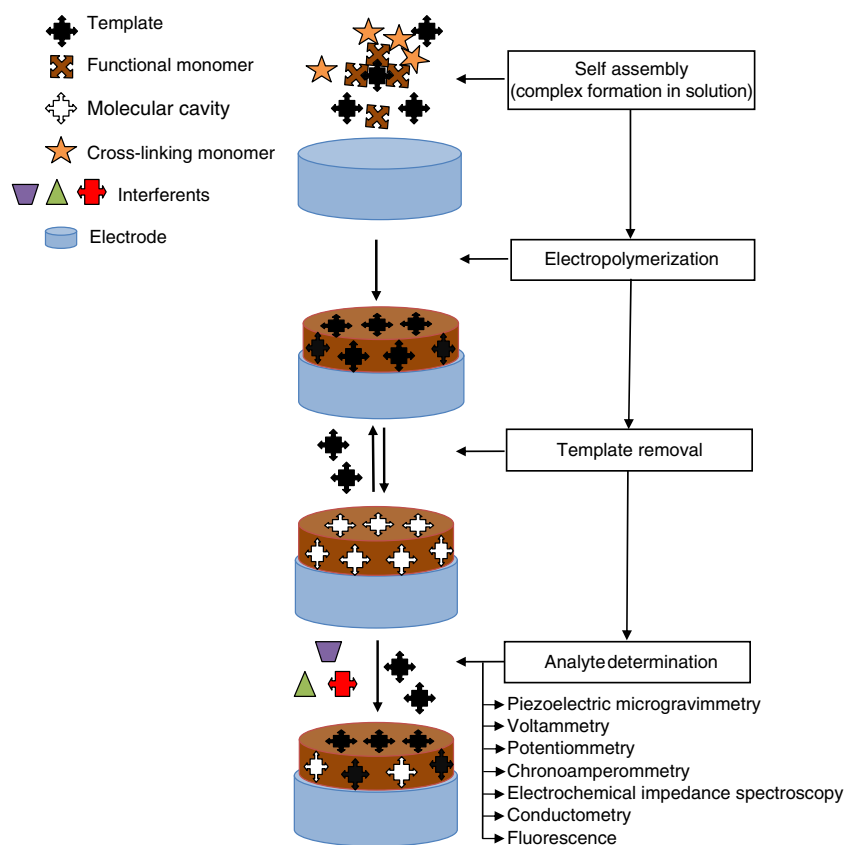 Template
Functional monomer
Molecular cavity
Cross-linking monomer
Interferents
Electrode
Self assembly
(complex formation in solution)
Electropolymerization
Template removal
Analyte determination
Piezoelectric microgravimmetry
Voltammetry
Potentiommetry
Chronoamperommetry
Electrochemical impedance spectroscopy
Conductometry
Fluorescence